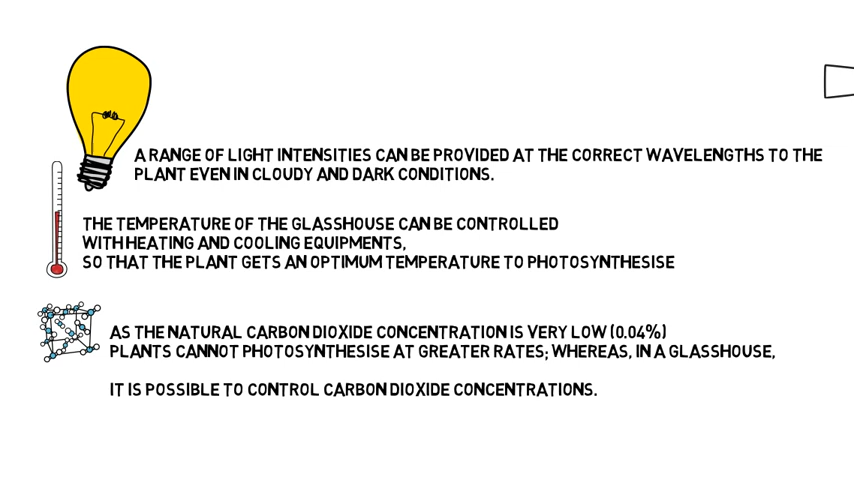 A RANGE OF LIGHT INTENSITIES CAN BE PROVIDED AT THE CORRECT WAVELENGTHS TO THE
PLANT EVEN IN CLOUDY AND DARK CONDITIONS.
THE TEMPERATURE OF THE GLASSHOUSE CAN BE CONTROLLED
WITH HEATING AND COOLING EQUIPMENTS,
SO THAT THE PLANT GETS AN OPTIMUM TEMPERATURE TO PHOTOSYNTHESISE
AS THE NATURAL CARBON DIOXIDE CONCENTRATION IS VERY LOW (0.04%)
PLANTS CANNOT PHOTOSYNTHESISE AT GREATER RATES; WHEREAS, IN A GLASSHOUSE,
IT IS POSSIBLE TO CONTROL CARBON DIOXIDE CONCENTRATIONS.